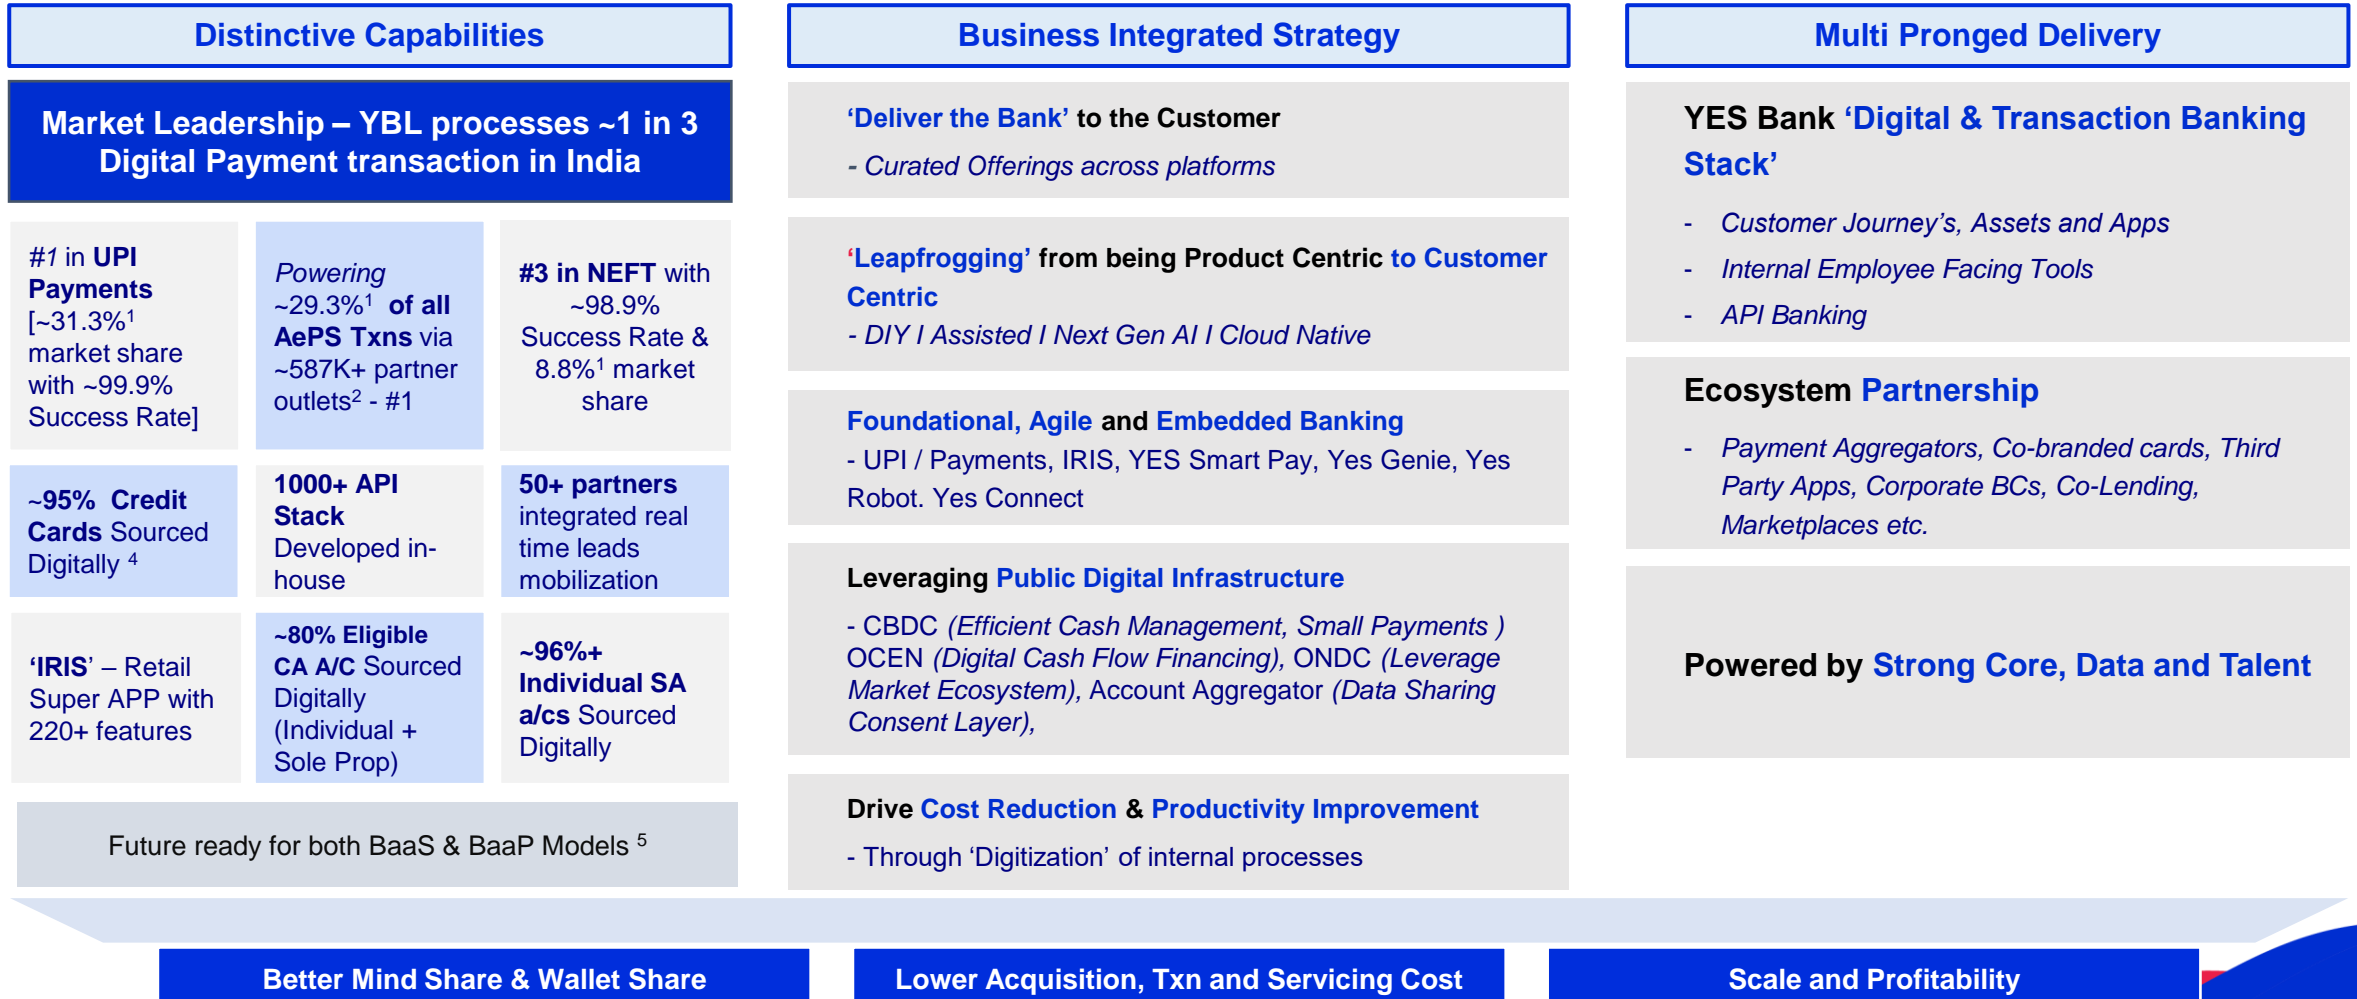 Distinctive Capabilities
Market Leadership – YBL processes ~1 in 3
Digital Payment transaction in India
#1 in UPI
Payments
[~31.3%¹
market share
with ~99.9%
Success Rate]
Powering
~29.3%¹ of all
AePS Txns via
~587K+ partner
outlets² - #1
#3 in NEFT with
~98.9%
Success Rate &
8.8%¹ market
share
~95% Credit
Cards Sourced
Digitally ⁴
1000+ API
Stack
Developed in-
house
50+ partners
integrated real
time leads
mobilization
‘IRIS’ – Retail
Super APP with
220+ features
~80% Eligible
CA A/C Sourced
Digitally
(Individual +
Sole Prop)
~96%+
Individual SA
a/cs Sourced
Digitally
Future ready for both BaaS & BaaP Models ⁵
Business Integrated Strategy
‘Deliver the Bank’ to the Customer
- Curated Offerings across platforms
‘Leapfrogging’ from being Product Centric to Customer
Centric
- DIY I Assisted I Next Gen AI I Cloud Native
Foundational, Agile and Embedded Banking
- UPI / Payments, IRIS, YES Smart Pay, Yes Genie, Yes
Robot. Yes Connect
Leveraging Public Digital Infrastructure
- CBDC (Efficient Cash Management, Small Payments )
OCEN (Digital Cash Flow Financing), ONDC (Leverage
Market Ecosystem), Account Aggregator (Data Sharing
Consent Layer),
Drive Cost Reduction & Productivity Improvement
- Through ‘Digitization’ of internal processes
Multi Pronged Delivery
YES Bank ‘Digital & Transaction Banking
Stack’
- Customer Journey’s, Assets and Apps
- Internal Employee Facing Tools
- API Banking
Ecosystem Partnership
- Payment Aggregators, Co-branded cards, Third
Party Apps, Corporate BCs, Co-Lending,
Marketplaces etc.
Powered by Strong Core, Data and Talent
Better Mind Share & Wallet Share
Lower Acquisition, Txn and Servicing Cost
Scale and Profitability